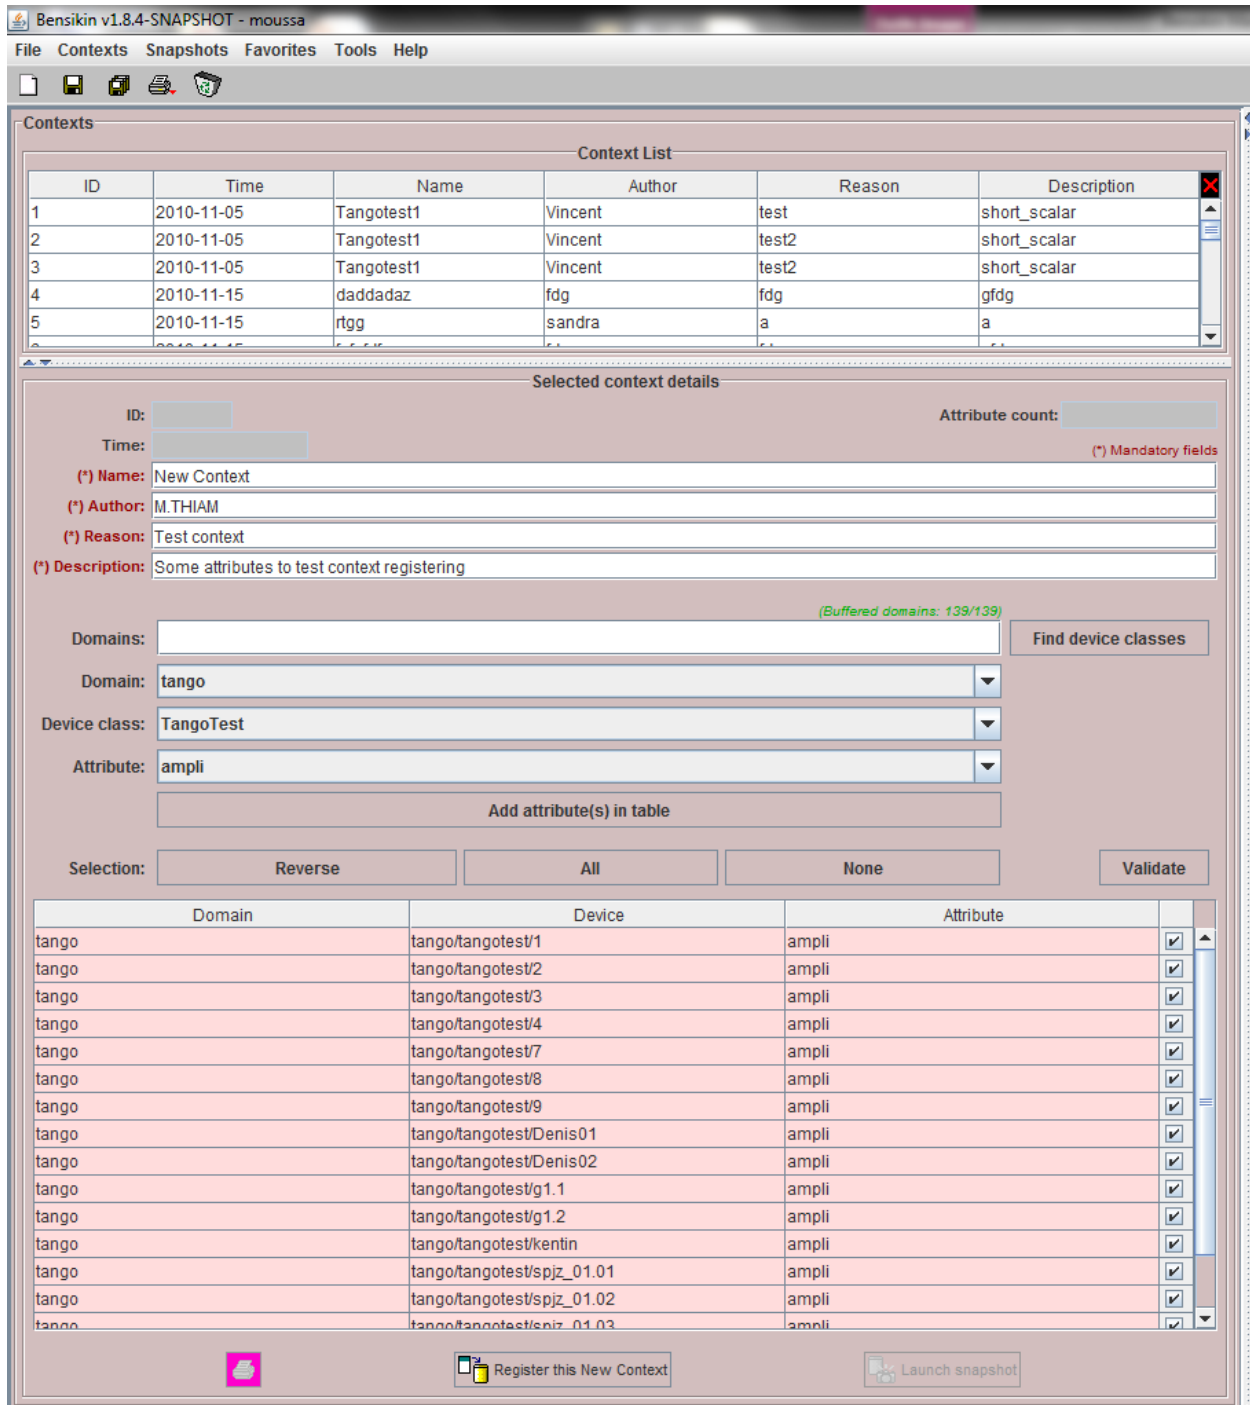 Bensikin v1.8.4-SNAPSHOT - moussa
File Contexts Snapshots Favorites Tools Help
Contexts
Context List
ID Time Name Author Reason Description
1 2010-11-05 Tangotest1 Vincent test short_scalar
2 2010-11-05 Tangotest1 Vincent test2 short_scalar
3 2010-11-05 Tangotest1 Vincent test2 short_scalar
4 2010-11-15 daddadaz fdg fdg gfdg
5 2010-11-15 rtgg sandra a a
Selected context details
ID: Attribute count:
Time: (*) Mandatory fields
(*) Name: New Context
(*) Author: M.THIAM
(*) Reason: Test context
(*) Description: Some attributes to test context registering
(Buffered domains: 139/139)
Domains: Find device classes
Domain: tango
Device class: TangoTest
Attribute: ampli
Add attribute(s) in table
Selection: Reverse All None Validate
Domain Device Attribute
tango tango/tangotest/1 ampli
tango tango/tangotest/2 ampli
tango tango/tangotest/3 ampli
tango tango/tangotest/4 ampli
tango tango/tangotest/7 ampli
tango tango/tangotest/8 ampli
tango tango/tangotest/9 ampli
tango tango/tangotest/Denis01 ampli
tango tango/tangotest/Denis02 ampli
tango tango/tangotest/g1.1 ampli
tango tango/tangotest/g1.2 ampli
tango tango/tangotest/kentin ampli
tango tango/tangotest/spjz_01.01 ampli
tango tango/tangotest/spjz_01.02 ampli
tango tango/tangotest/spjz_01.03 ampli
Register this New Context Launch snapshot